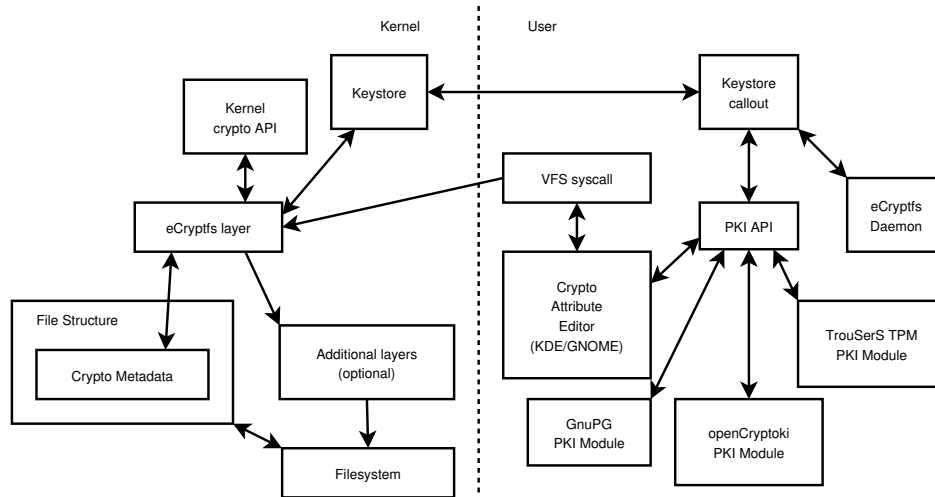 Kernel
User
Keystore
Keystore
callout
Kernel
crypto API
VFS syscall
eCryptfs layer
PKI API
eCryptfs
Daemon
Crypto
Attribute
Editor
(KDE/GNOME)
File Structure
Crypto Metadata
Additional layers
(optional)
TrouSerS TPM
PKI Module
GnuPG
PKI Module
openCryptoki
PKI Module
Filesystem